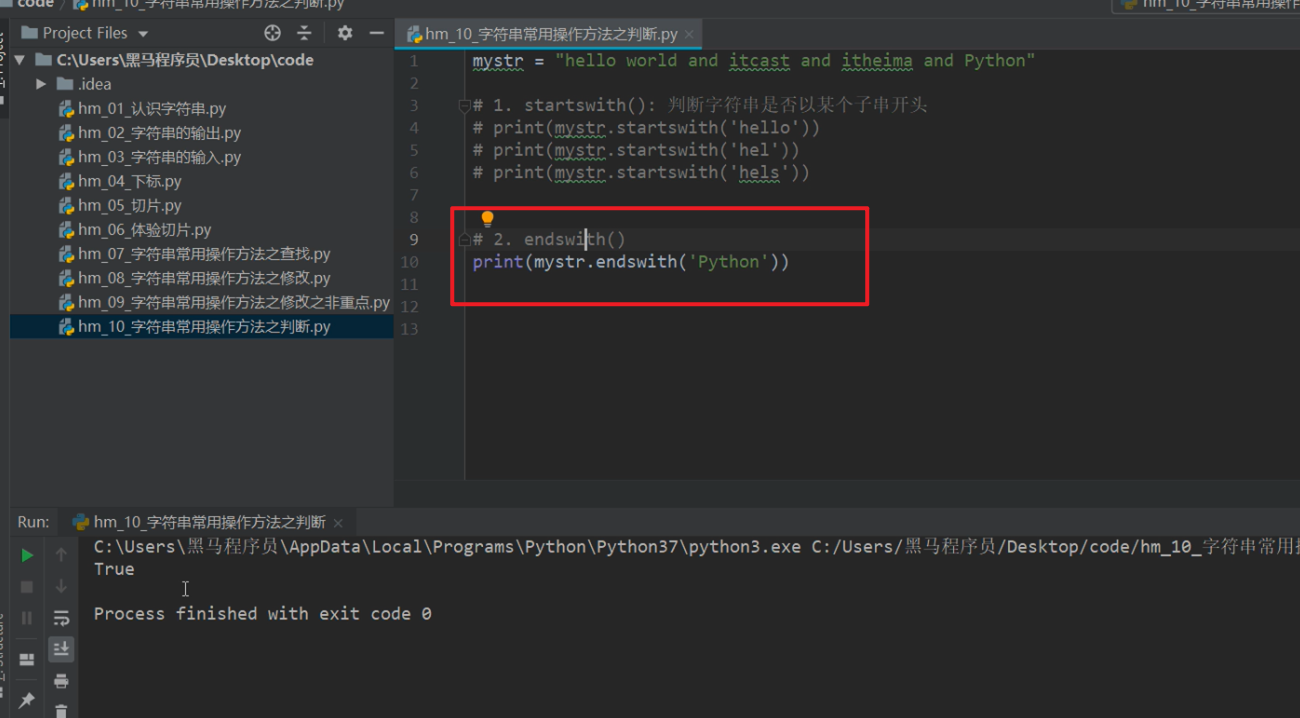 code hm_10_字符串常用操作方法之判断.py
Project Files
hm_10_字符串常用操作方法之判断.py
C:\Users\黑马程序员\Desktop\code
.idea
hm_01_认识字符串.py
hm_02_字符串的输出.py
hm_03_字符串的输入.py
hm_04_下标.py
hm_05_切片.py
hm_06_体验切片.py
hm_07_字符串常用操作方法之查找.py
hm_08_字符串常用操作方法之修改.py
hm_09_字符串常用操作方法之修改之非重点.py
hm_10_字符串常用操作方法之判断.py
1 mystr = "hello world and itcast and itheima and Python"
2
3 # 1. startswith(): 判断字符串是否以某个子串开头
4 # print(mystr.startswith('hello'))
5 # print(mystr.startswith('hel'))
6 # print(mystr.startswith('hels'))
7
8
9 # 2. endswith()
10 print(mystr.endswith('Python'))
11
12
13
Run: hm_10_字符串常用操作方法之判断
C:\Users\黑马程序员\AppData\Local\Programs\Python\Python37\python3.exe C:/Users/黑马程序员/Desktop/code/hm_10_字符串常用
True
Process finished with exit code 0